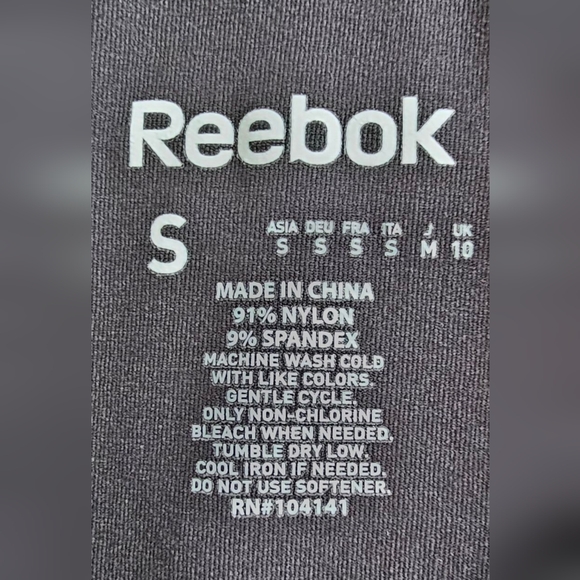 Reebok
S
ASIA DEU FRA ITA J UK
S S S S M 10
MADE IN CHINA
91% NYLON
9% SPANDEX
MACHINE WASH COLD
WITH LIKE COLORS.
GENTLE CYCLE.
ONLY NON-CHLORINE
BLEACH WHEN NEEDED.
TUMBLE DRY LOW.
COOL IRON IF NEEDED.
DO NOT USE SOFTENER.
RN#104141